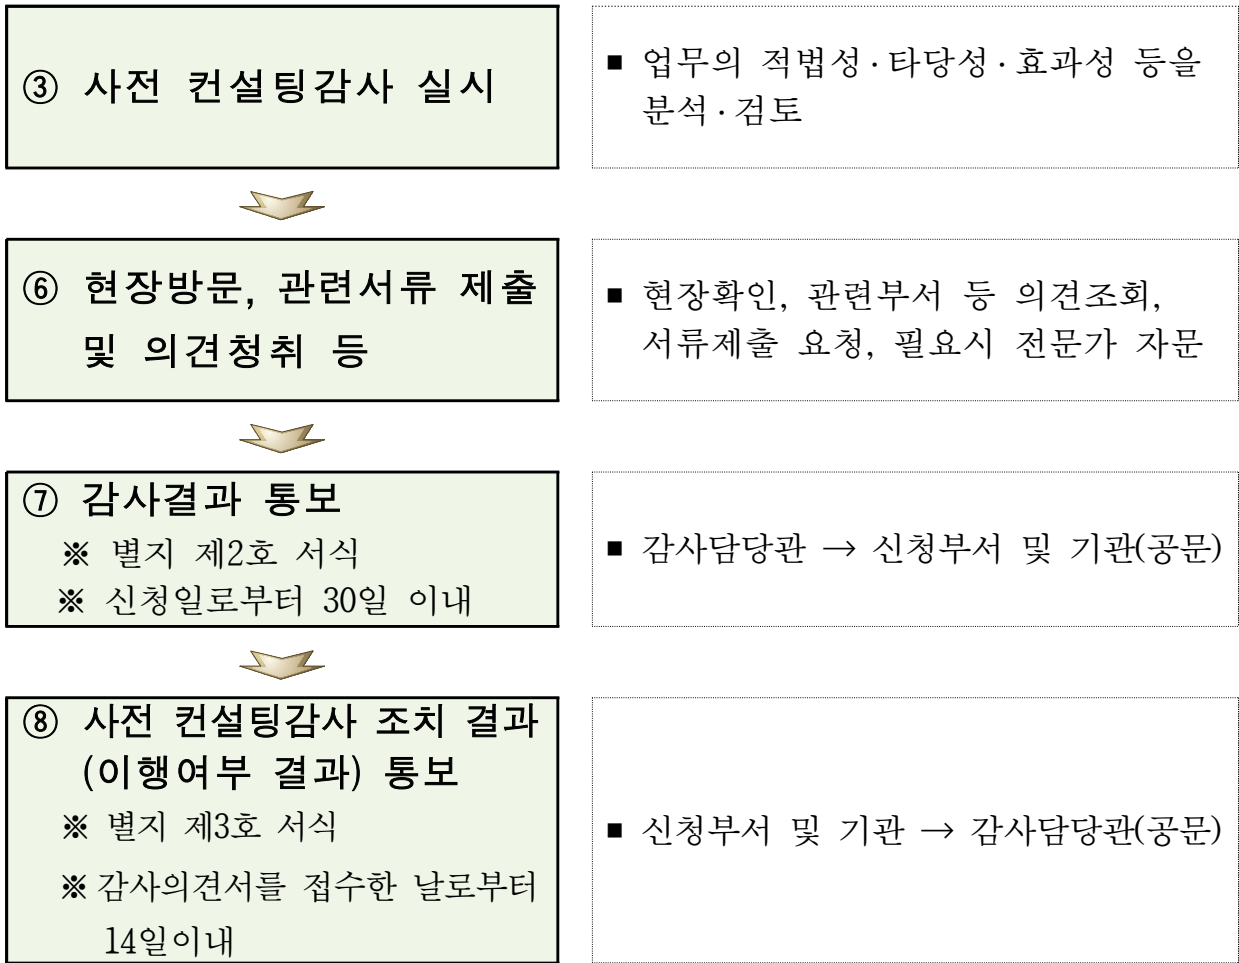 ③ 사전 컨설팅감사 실시
■ 업무의 적법성·타당성·효과성 등을
분석·검토
⑥ 현장방문, 관련서류 제출
및 의견청취 등
■ 현장확인, 관련부서 등 의견조회,
서류제출 요청, 필요시 전문가 자문
⑦ 감사결과 통보
※ 별지 제2호 서식
※ 신청일로부터 30일 이내
■ 감사담당관 → 신청부서 및 기관(공문)
⑧ 사전 컨설팅감사 조치 결과
(이행여부 결과) 통보
※ 별지 제3호 서식
※ 감사의견서를 접수한 날로부터
14일이내
■ 신청부서 및 기관 → 감사담당관(공문)